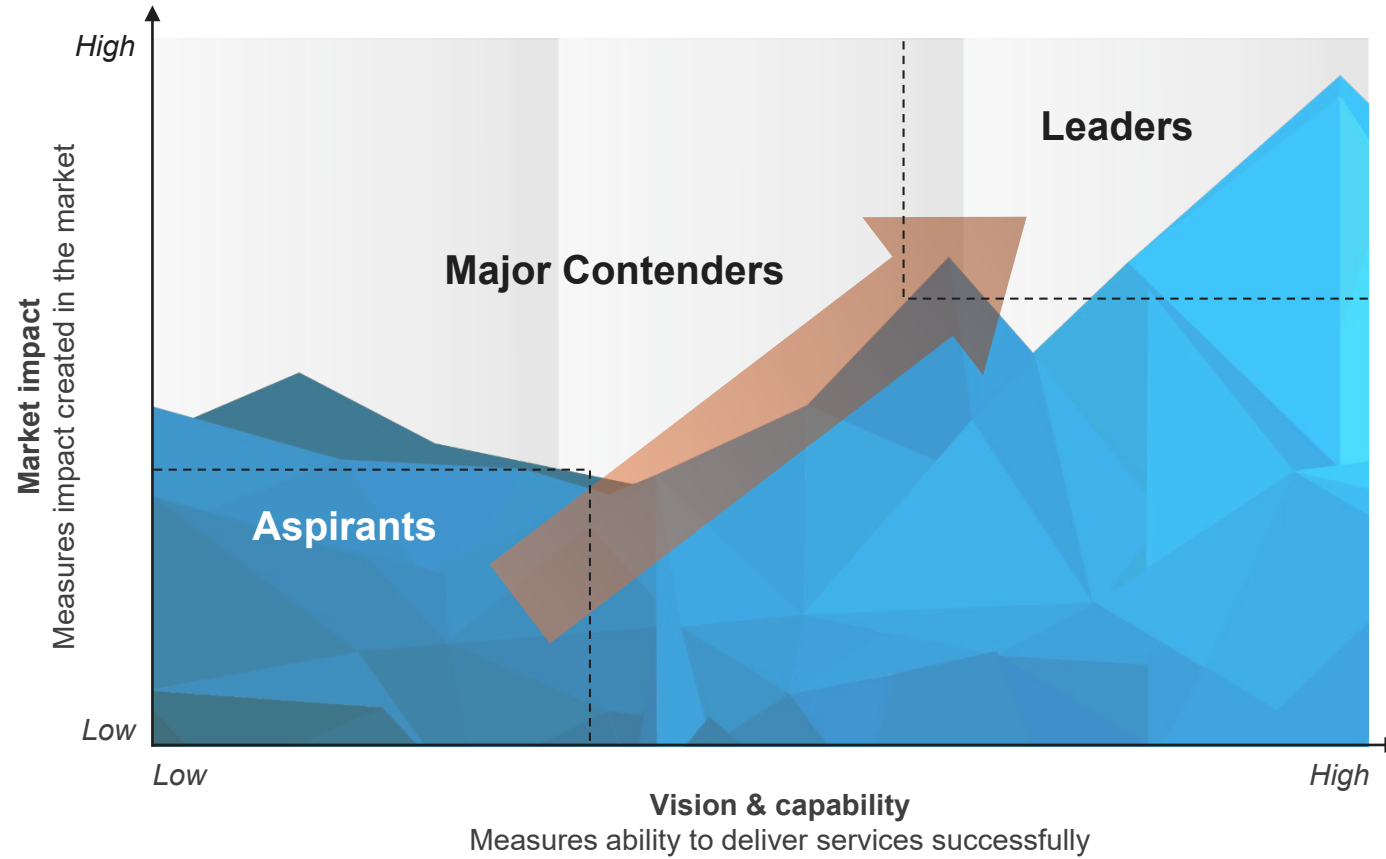 High
Leaders
Major Contenders
Market impact
Measures impact created in the market
Aspirants
Low
Low
High
Vision & capability
Measures ability to deliver services successfully